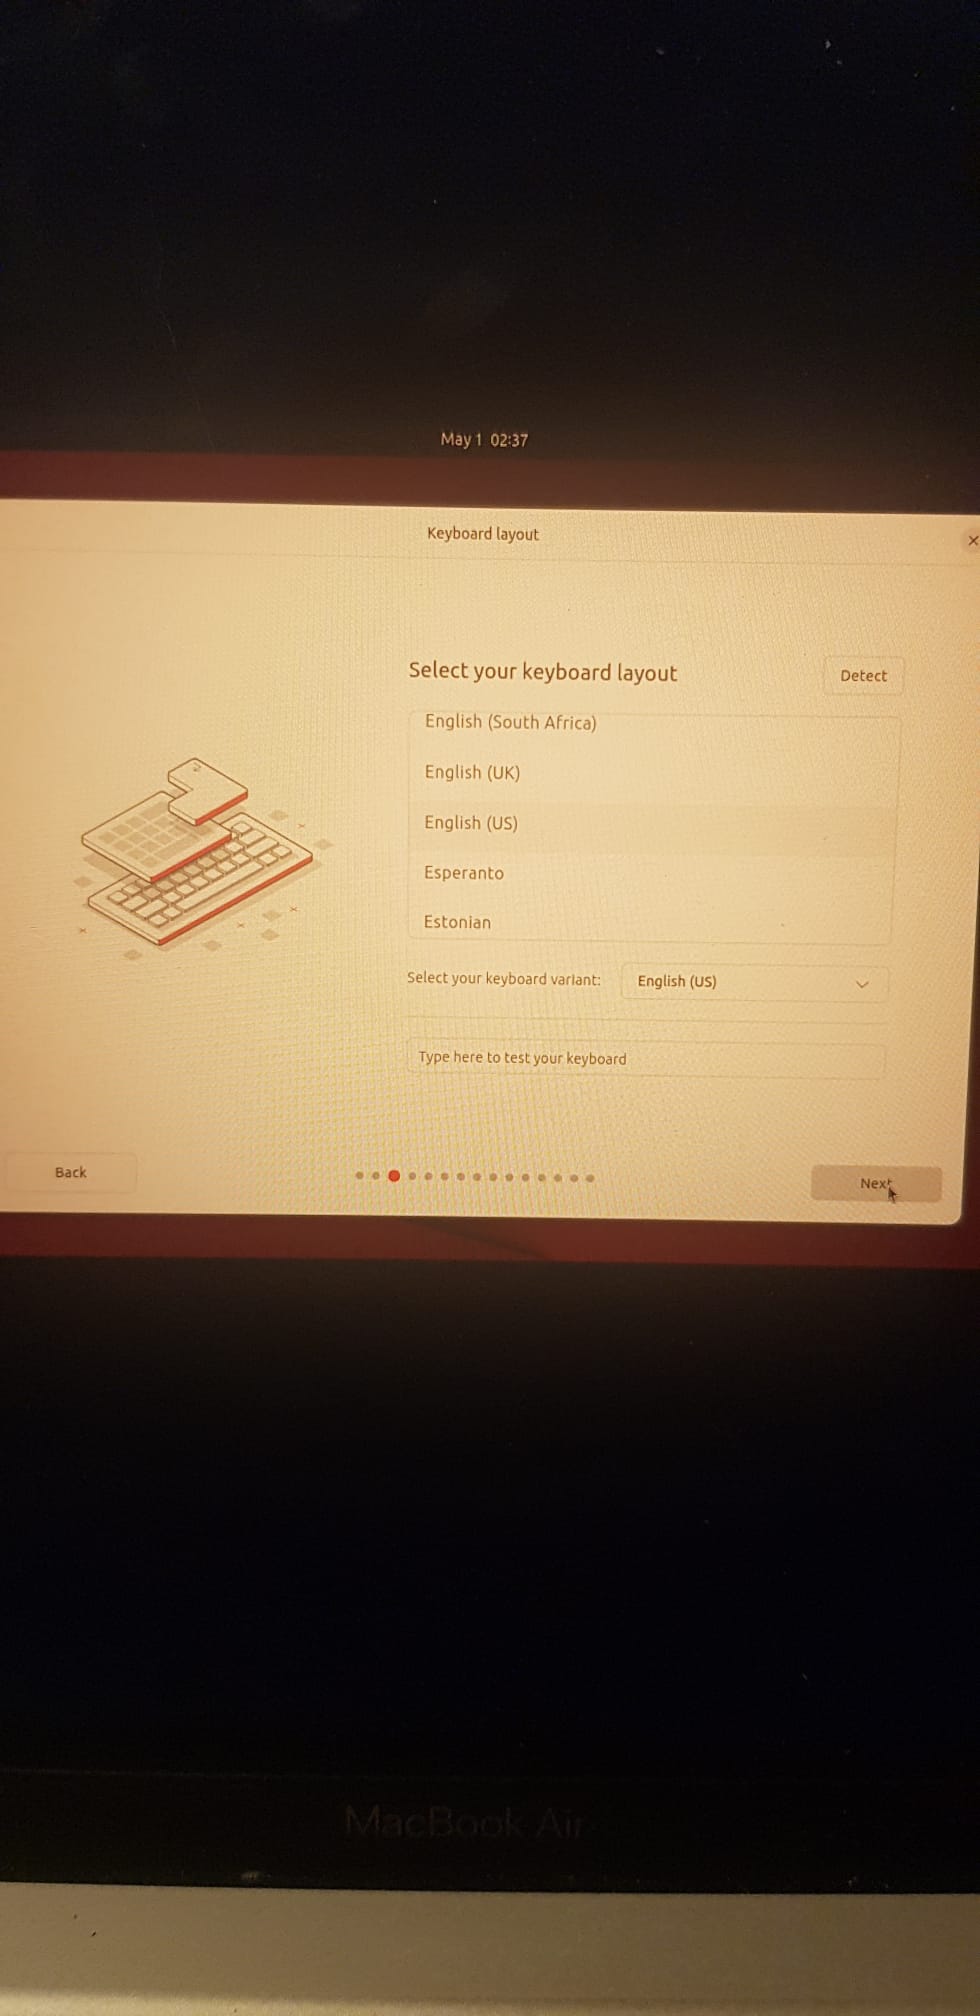 May 1 02:37
Keyboard layout
Select your keyboard layout
Detect
English (South Africa)
English (UK)
English (US)
Esperanto
Estonian
Select your keyboard variant:
English (US)
Type here to test your keyboard
Back
Next
MacBook Air